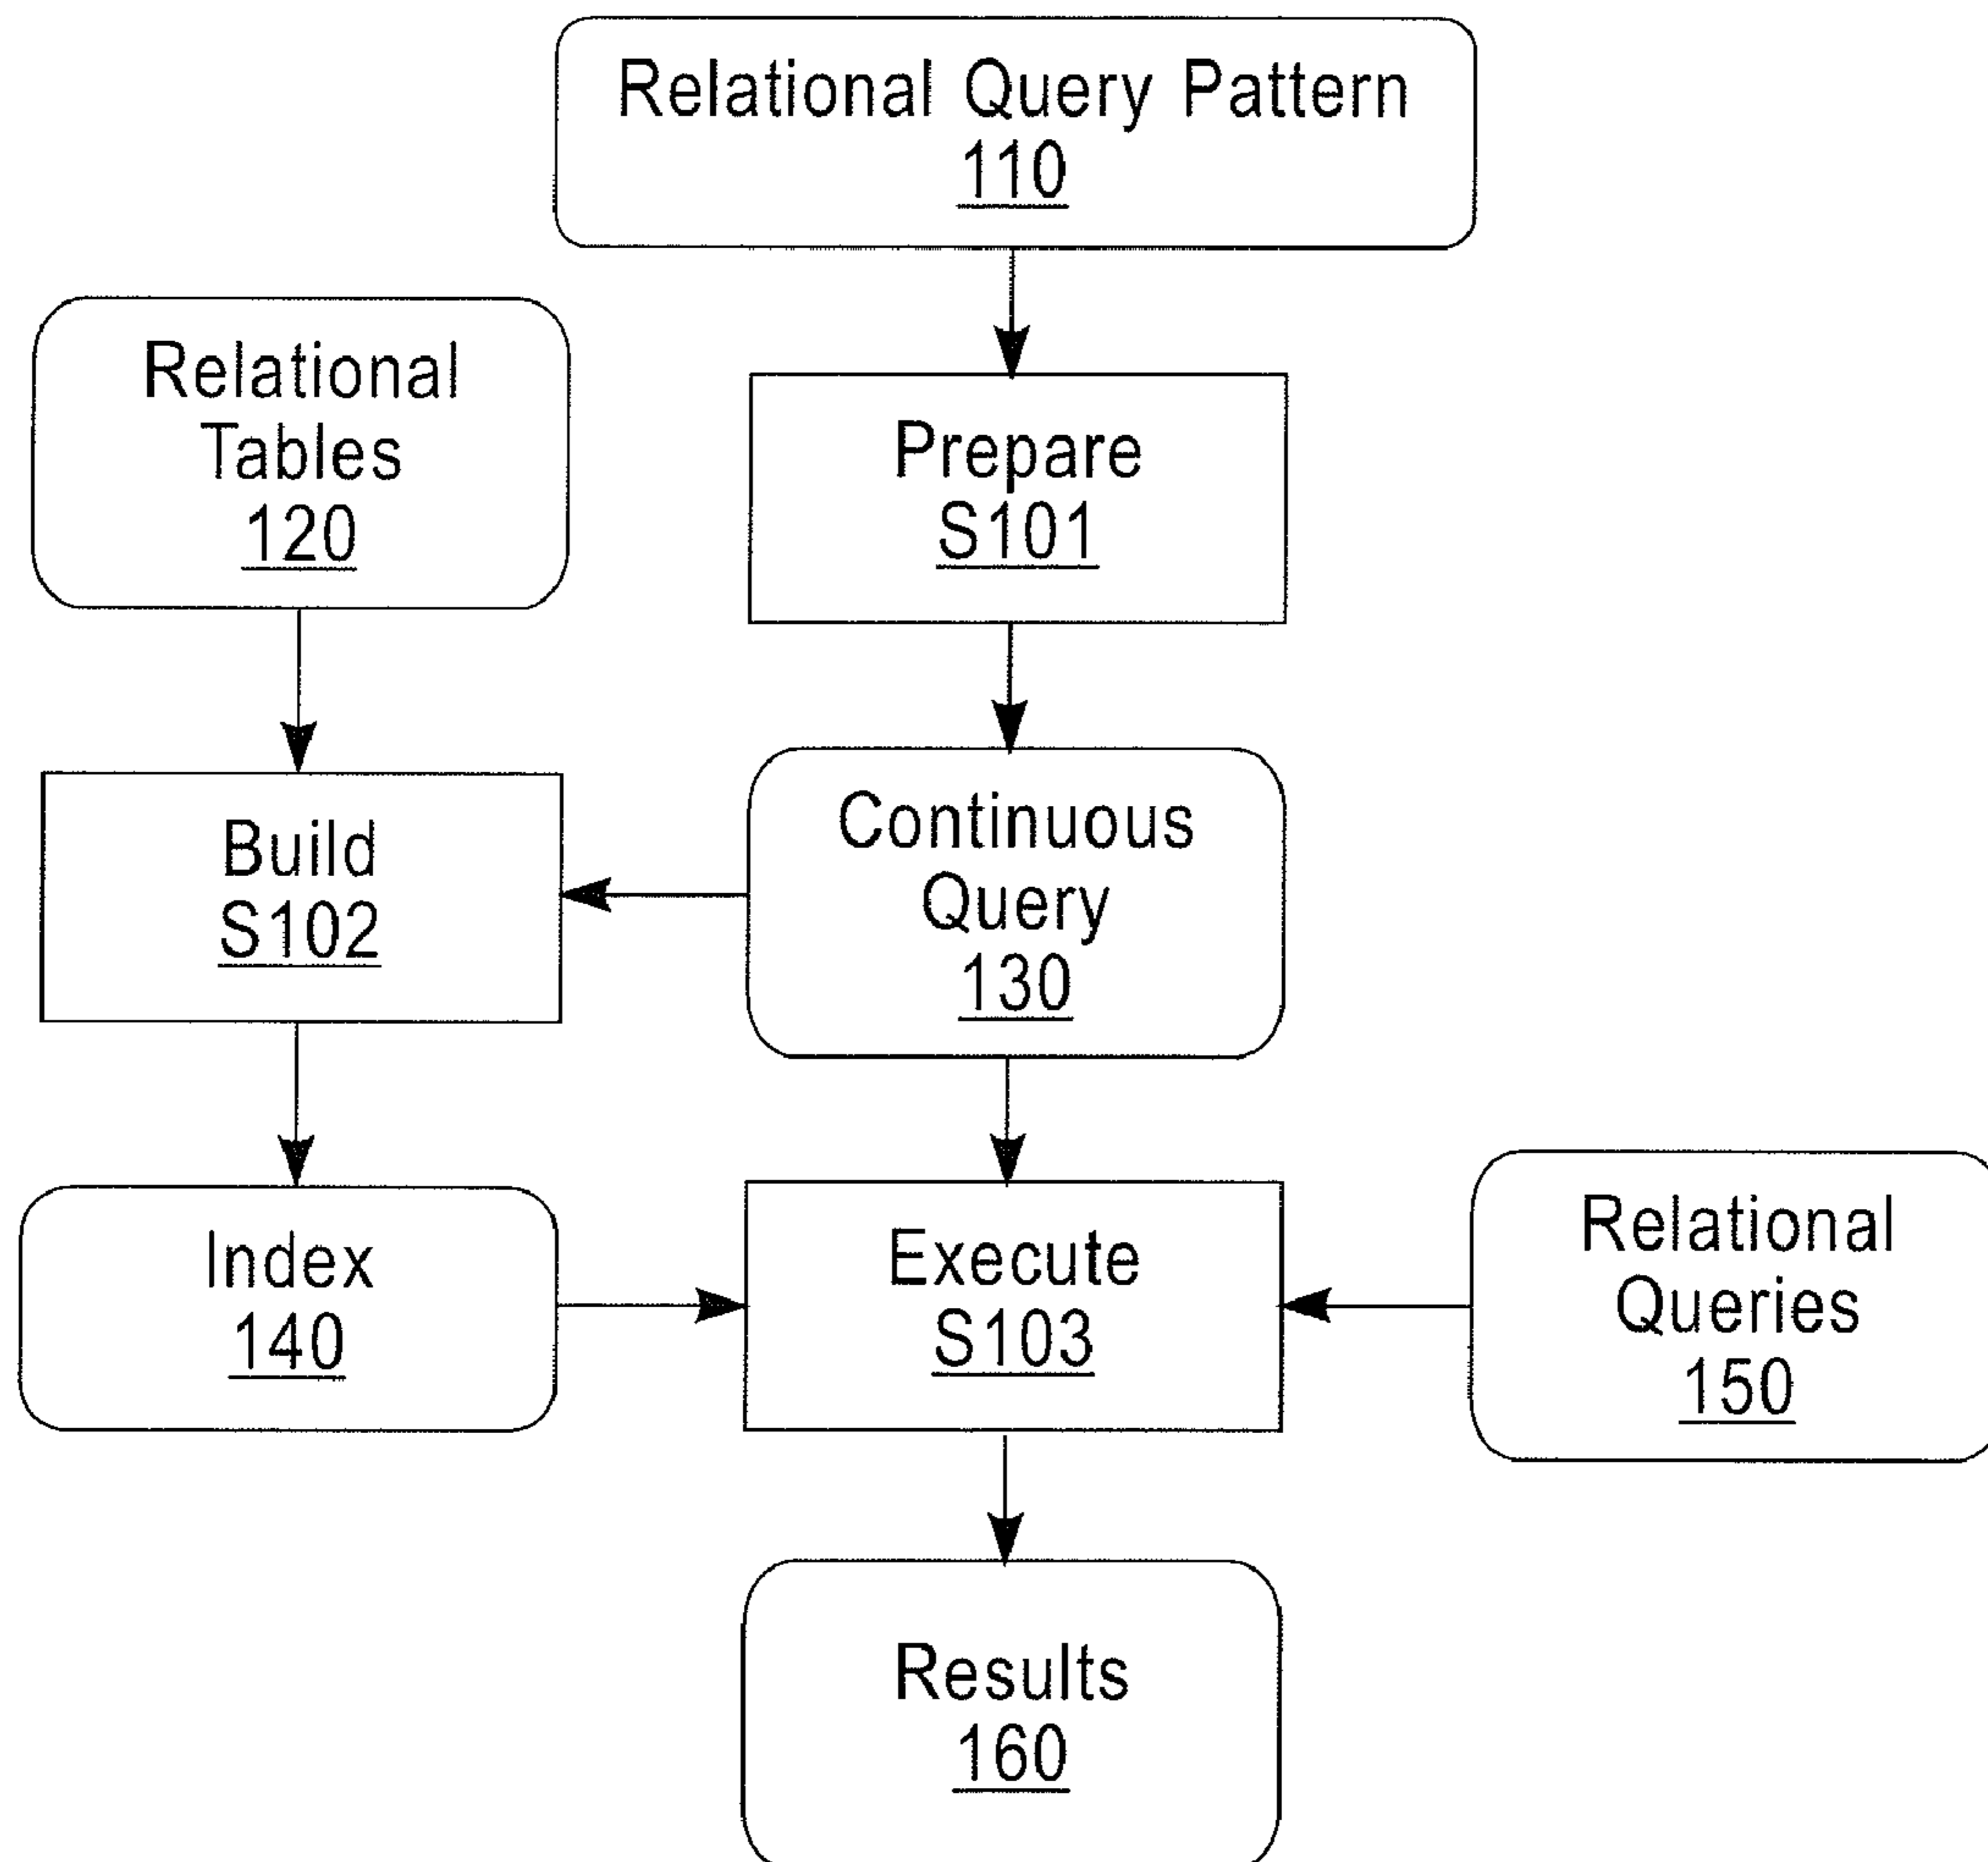 Relational Query Pattern
110
Relational
Tables
120
Prepare
S101
Build
S102
Continuous
Query
130
Index
140
Execute
S103
Relational
Queries
150
Results
160